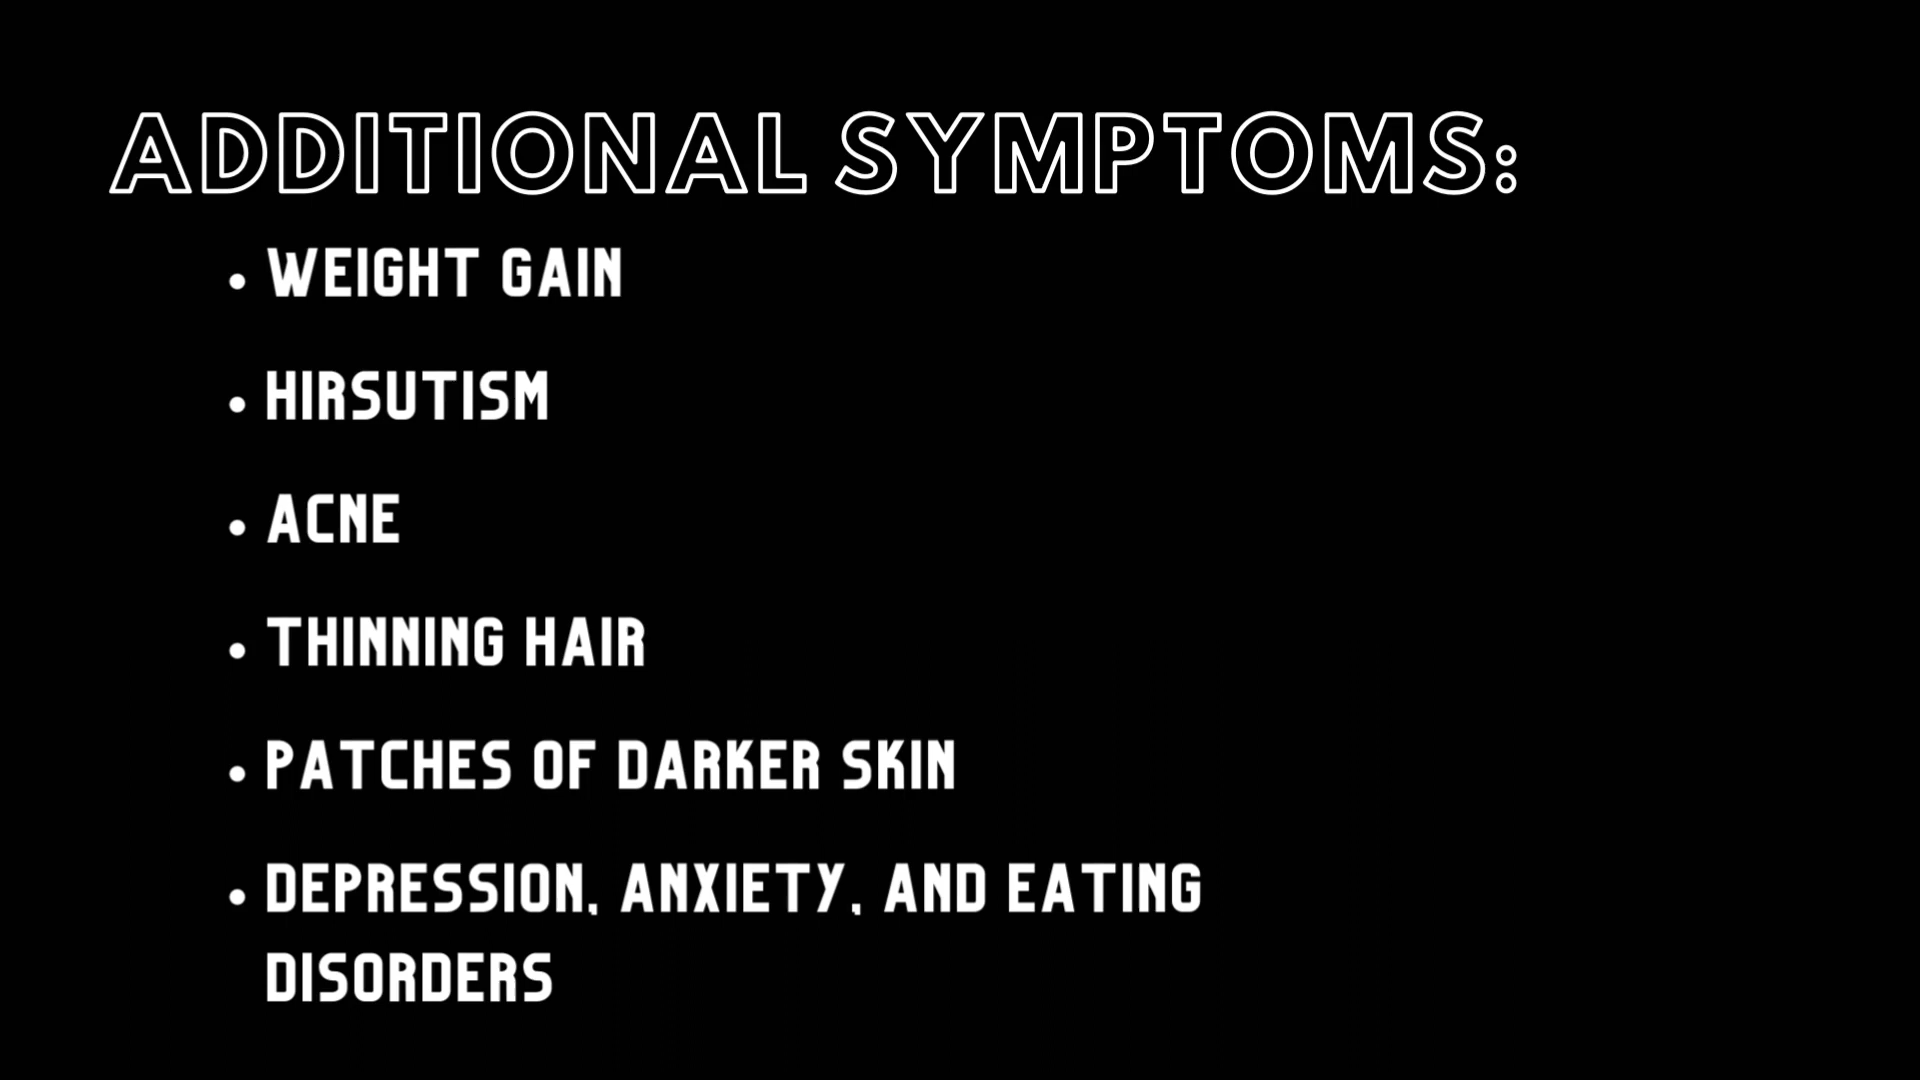 ADDITIONAL SYMPTOMS:
• WEIGHT GAIN
• HIRSUTISM
• ACNE
• THINNING HAIR
• PATCHES OF DARKER SKIN
• DEPRESSION, ANXIETY, AND EATING
DISORDERS